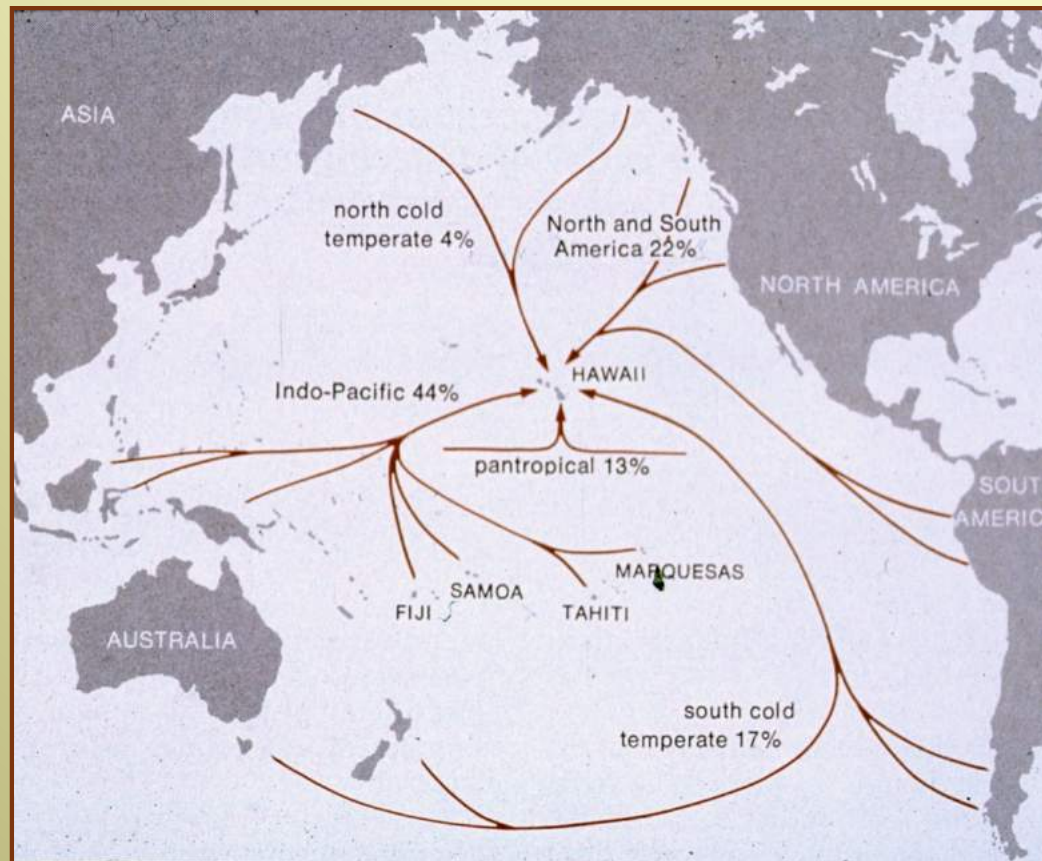 ASIA
north cold
temperate 4%
North and South
America 22%
NORTH AMERICA
HAWAII
Indo-Pacific 44%
pantropical 13%
SOUTH
AMERIC
MARQUESAS
SAMOA
FIJI
TAHITI
AUSTRALIA
south cold
temperate 17%